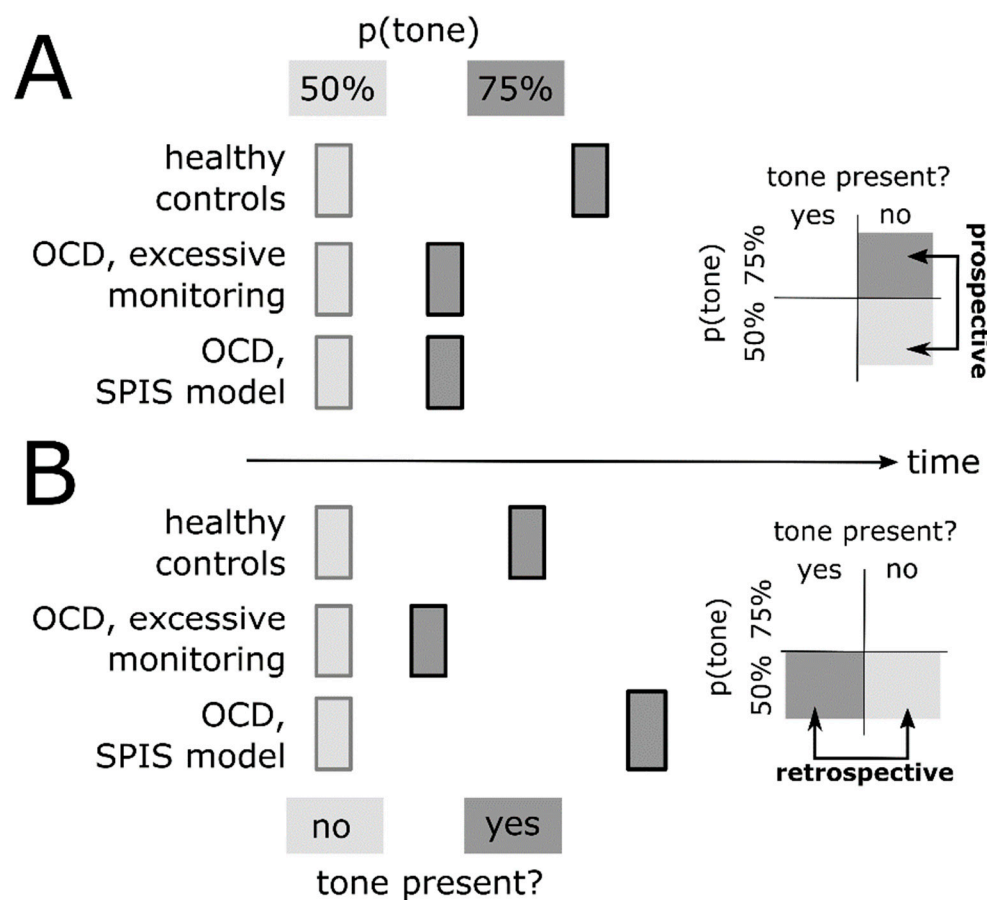 A
p(tone)
50% 75%
healthy
controls
OCD, excessive
monitoring
OCD,
SPIS model
tone present?
yes no
p(tone)
50% 75%
prospective
time
B
healthy
controls
OCD, excessive
monitoring
OCD,
SPIS model
no yes
tone present?
tone present?
yes no
p(tone)
50% 75%
retrospective